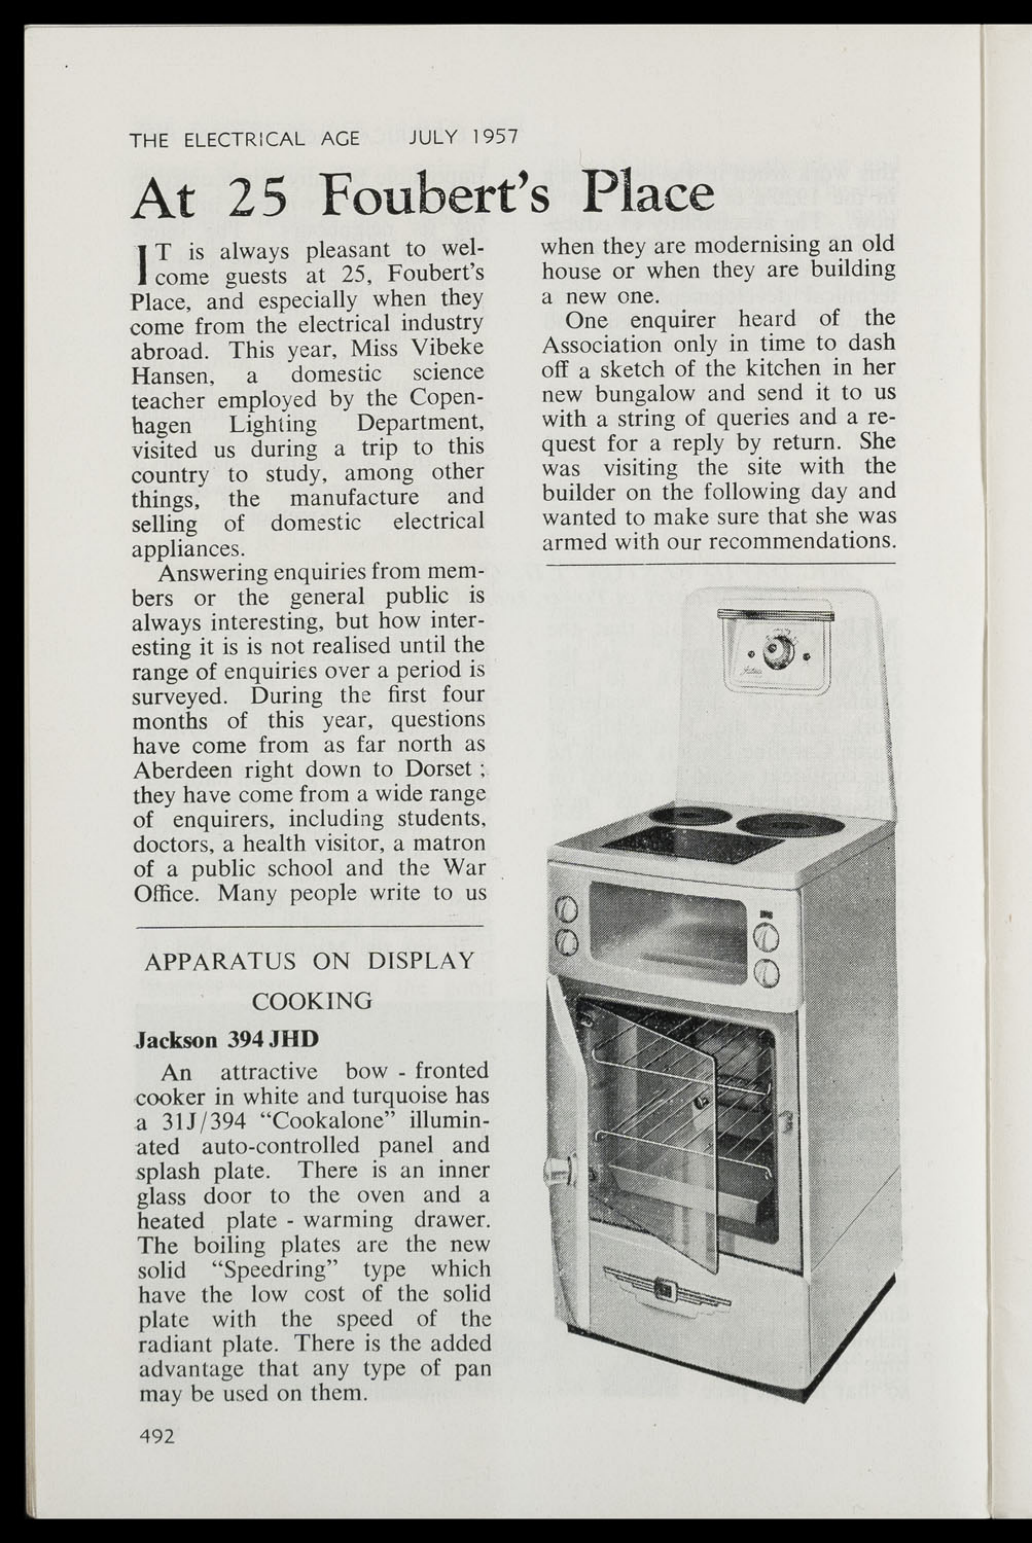 THE ELECTRICAL AGE JULY 1957
At 25 Foubert's Place
IT is always pleasant to wel-
come guests at 25, Foubert's
Place, and especially when they
come from the electrical industry
abroad. This year, Miss Vibeke
Hansen, a domestic science
teacher employed by the Copen-
hagen Lighting Department,
visited us during a trip to this
country to study, among other
things, the manufacture and
selling of domestic electrical
appliances.
Answering enquiries from mem-
bers or the general public is
always interesting, but how inter-
esting it is is not realised until the
range of enquiries over a period is
surveyed. During the first four
months of this year, questions
have come from as far north as
Aberdeen right down to Dorset ;
they have come from a wide range
of enquirers, including students,
doctors, a health visitor, a matron
of a public school and the War
Office. Many people write to us
when they are modernising an old
house or when they are building
a new one.
One enquirer heard of the
Association only in time to dash
off a sketch of the kitchen in her
new bungalow and send it to us
with a string of queries and a re-
quest for a reply by return. She
was visiting the site with the
builder on the following day and
wanted to make sure that she was
armed with our recommendations.
APPARATUS ON DISPLAY
COOKING
Jackson 394 JHD
An attractive bow - fronted
cooker in white and turquoise has
a 31J/394 "Cookalone" illumin-
ated auto-controlled panel and
splash plate. There is an inner
glass door to the oven and a
heated plate - warming drawer.
The boiling plates are the new
solid "Speedring" type which
have the low cost of the solid
plate with the speed of the
radiant plate. There is the added
advantage that any type of pan
may be used on them.
492